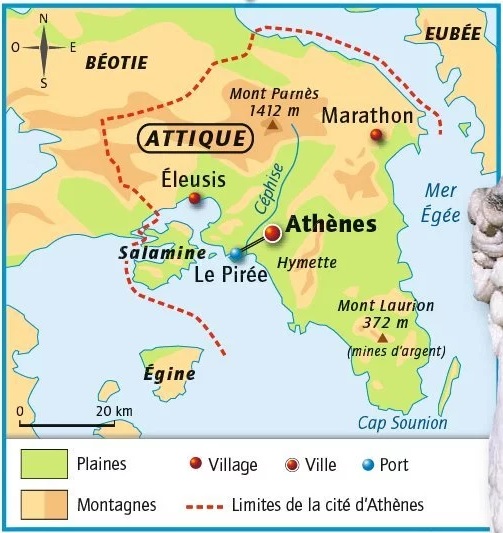 N
O E
S
BÉOTIE
EUBÉE
Mont Parnès
1412 m
Marathon
ATTIQUE
Éleusis
Céphise
Mer
Égée
Athènes
Salamine
Le Pirée
Hymette
Mont Laurion
372 m
(mines d'argent)
Égine
0 20 km
Cap Sounion
Plaines
Village
Ville
Port
Montagnes
Limites de la cité d'Athènes